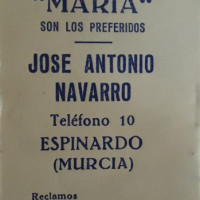 "MARIA"
SON LOS PREFERIDOS
JOSE ANTONIO
NAVARRO
Teléfono 10
ESPINARDO
(MURCIA)
Reclamos